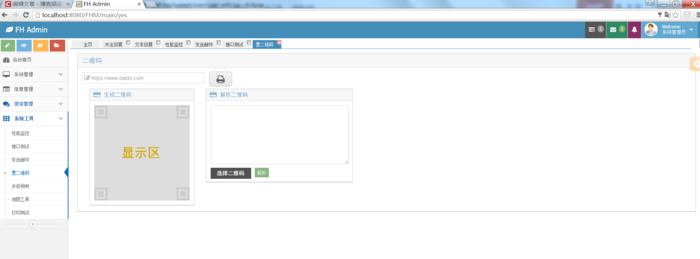 编辑文章 - 博客园
FH Admin
localhost:8080/FHM/main/yes
FH Admin
Welcome
系统管理员
主页
关注回复
文本回复
性能监控
发送邮件
接口测试
图二维码
后台首页
系统管理
信息管理
微信管理
系统工具
性能监控
接口测试
发送邮件
二维码
多级别树
地图工具
打印测试
二维码
https://www.baidu.com
生成二维码
解析二维码
显示区
选择二维码
解析